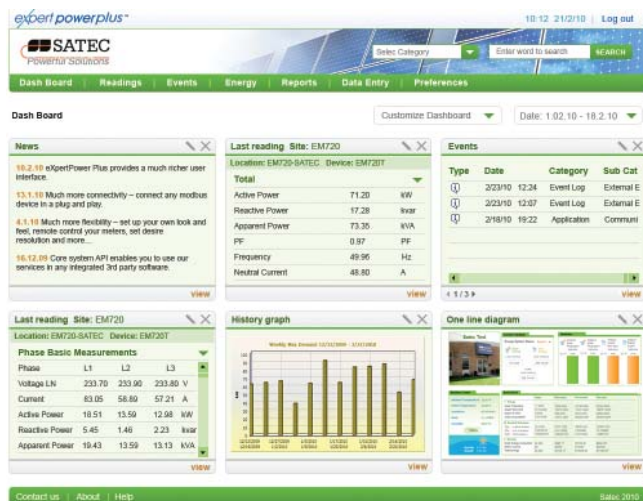 expert powerplus™
10:12 21/2/10 | Log out
SATEC
Powerful Solutions
Selec Category
Enter word to search
SEARCH
Dash Board | Readings | Events | Energy | Reports | Data Entry | Preferences
Dash Board
Customize Dashboard
Date: 1.02.10 - 18.2.10
News
10.2.10 eXpertPower Plus provides a much richer user
interface.
13.1.10 Much more connectivity – connect any modbus
device in a plug and play.
4.1.10 Much more flexibility – set up your own look and
feel, remote control your meters, set desire
resolution and more...
16.12.09 Core system API enables you to use our
services in any integrated 3rd party software.
view
Last reading Site: EM720
Location: EM720-SATEC Device: EM720T
Total
Active Power 71.20 kW
Reactive Power 17.28 kvar
Apparent Power 73.35 kVA
PF 0.97 PF
Frequency 49.96 Hz
Neutral Current 48.80 A
view
Events
Type Date Category Sub Cat
2/23/10 12:24 Event Log External E
2/23/10 12:07 Event Log External E
2/18/10 19:22 Application Communi
1/3
view
Last reading Site: EM720
Location: EM720-SATEC Device: EM720T
Phase Basic Measurements
Phase L1 L2 L3
Voltage LN 233.70 233.90 233.80 V
Current 83.05 58.89 57.21 A
Active Power 18.51 13.59 12.98 kW
Reactive Power 5.45 1.46 2.23 kvar
Apparent Power 19.43 13.59 13.13 kVA
view
History graph
view
One line diagram
view
Contact us | About | Help
Satec 2010